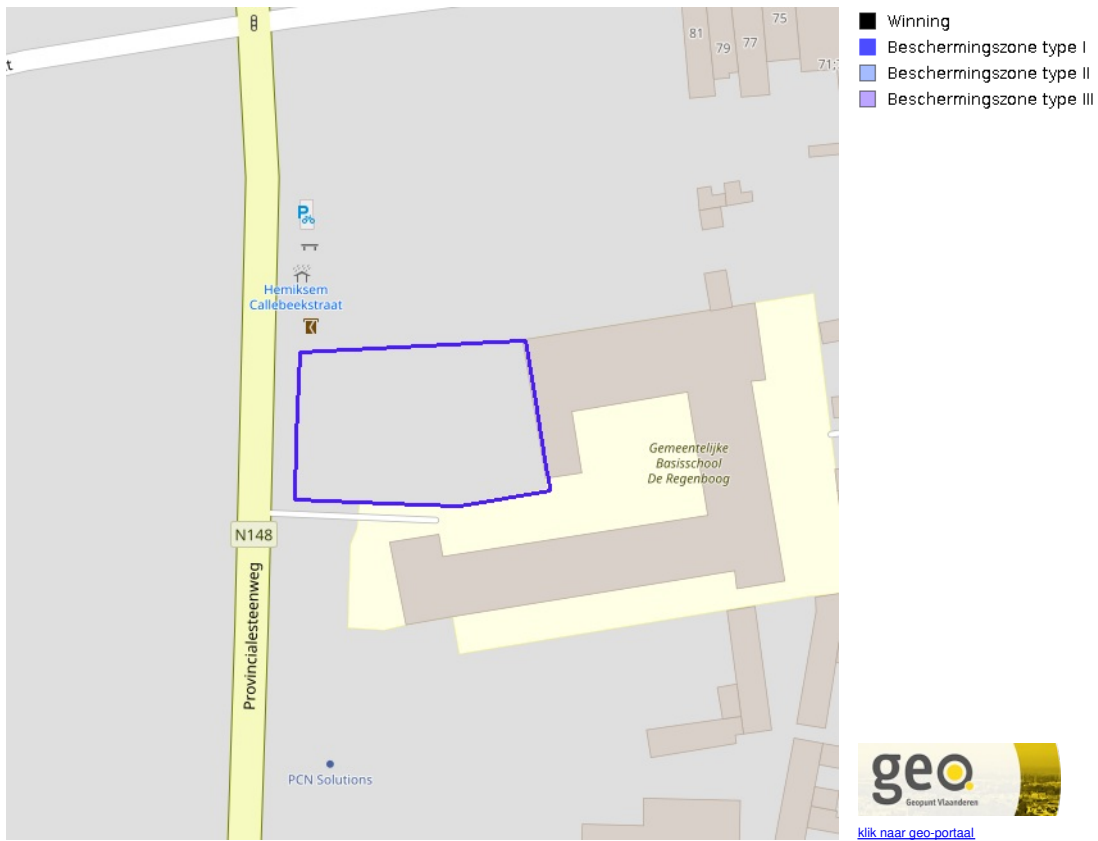 t
81
79
77
75
P
Hemiksem
Callebeekstraat
Gemeentelijke
Basisschool
De Regenboog
N148
Provincialesteenweg
PCN Solutions
Winning
Beschermingszone type I
Beschermingszone type II
Beschermingszone type III
geo.
Geopunt Vlaanderen
klik naar geo-portaal